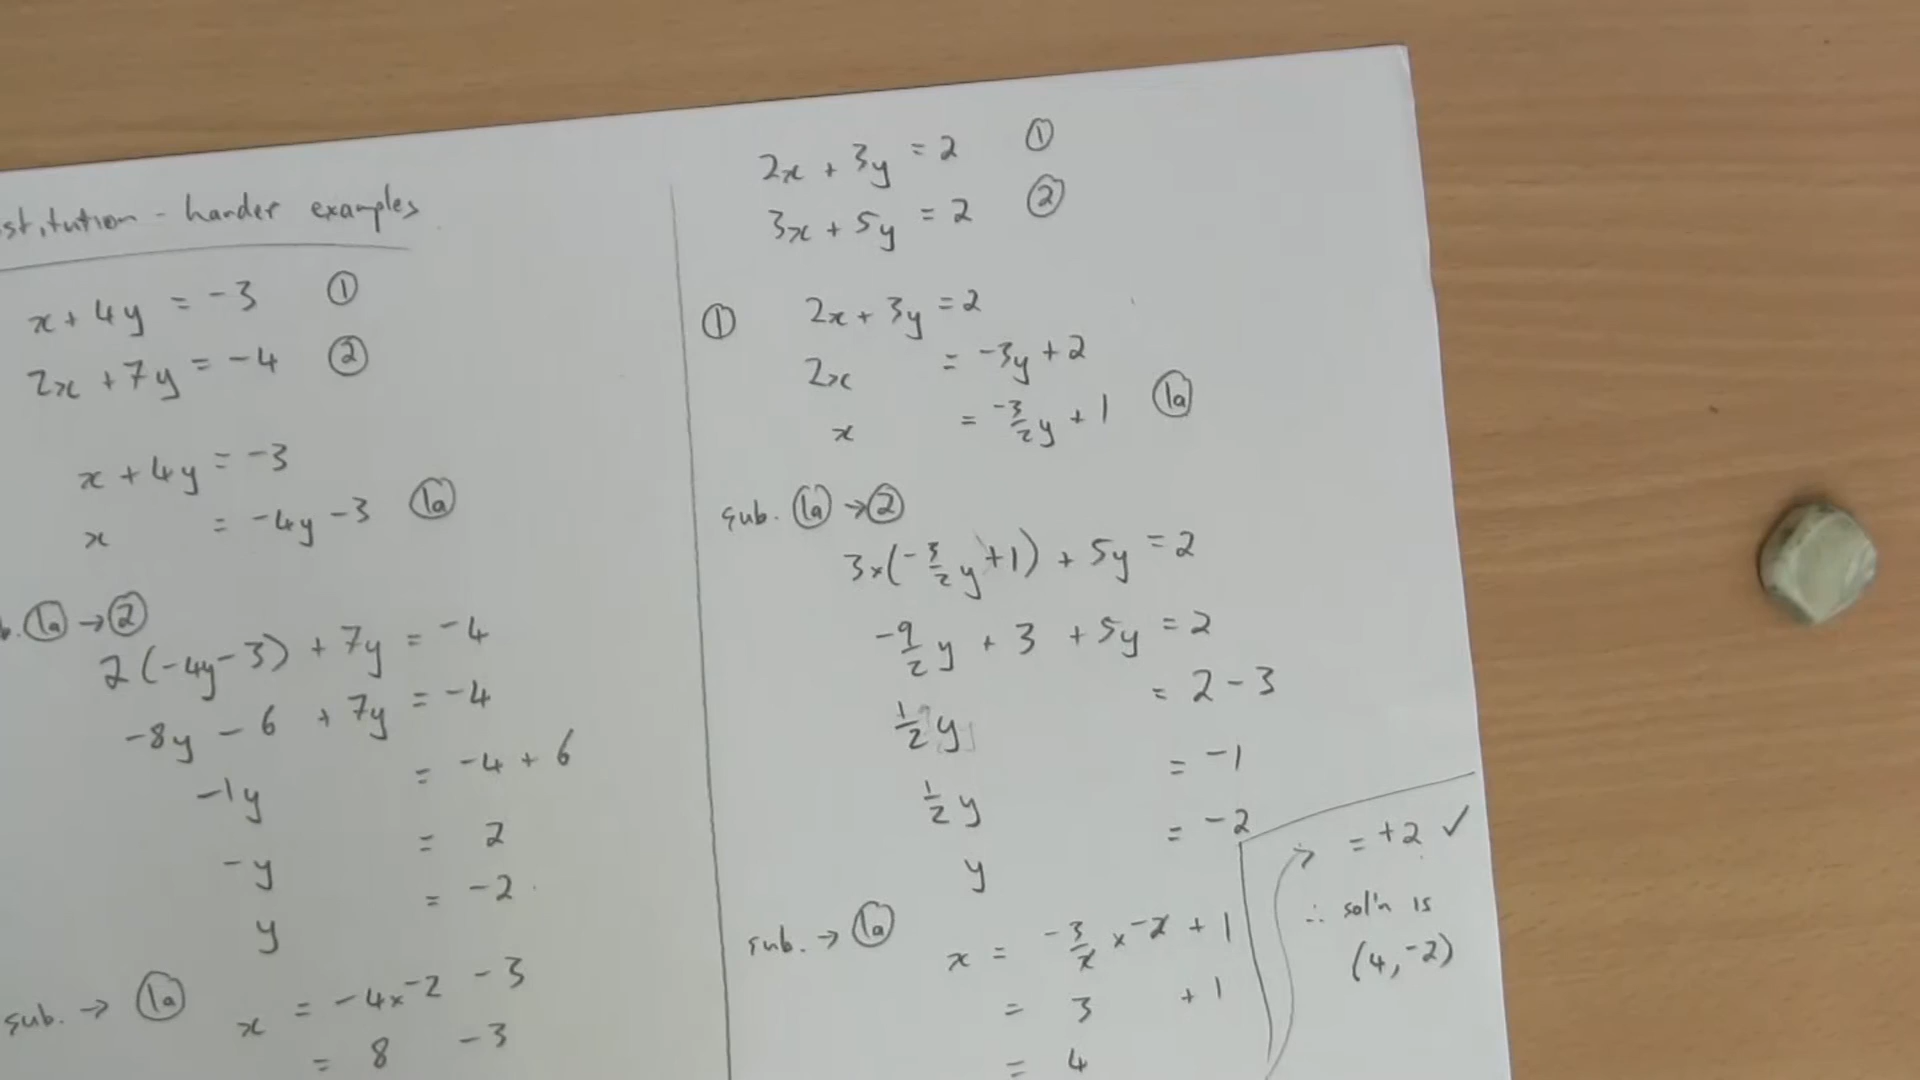 stitution - harder examples
x + 4y = -3 ①
2x + 7y = -4 ②
x + 4y = -3
x = -4y - 3 (1a)
b. (1a) → ②
2(-4y-3) + 7y = -4
-8y - 6 + 7y = -4
-1y = -4 + 6
-y = 2
y = -2
sub. → (1a) x = -4x-2 - 3
= 8 - 3
2x + 3y = 2 ①
3x + 5y = 2 ②
① 2x + 3y = 2
2x = -3y + 2
x = -3/2 y + 1 (1a)
sub. (1a) → ②
3×(-3/2 y + 1) + 5y = 2
-9/2 y + 3 + 5y = 2
1/2 y = 2 - 3
1/2 y = -1
y = -2
sub. → (1a) x = -3/2 × -2 + 1
= 3 + 1
= 4
= +2 ✓
∴ sol'n is
(4, -2)